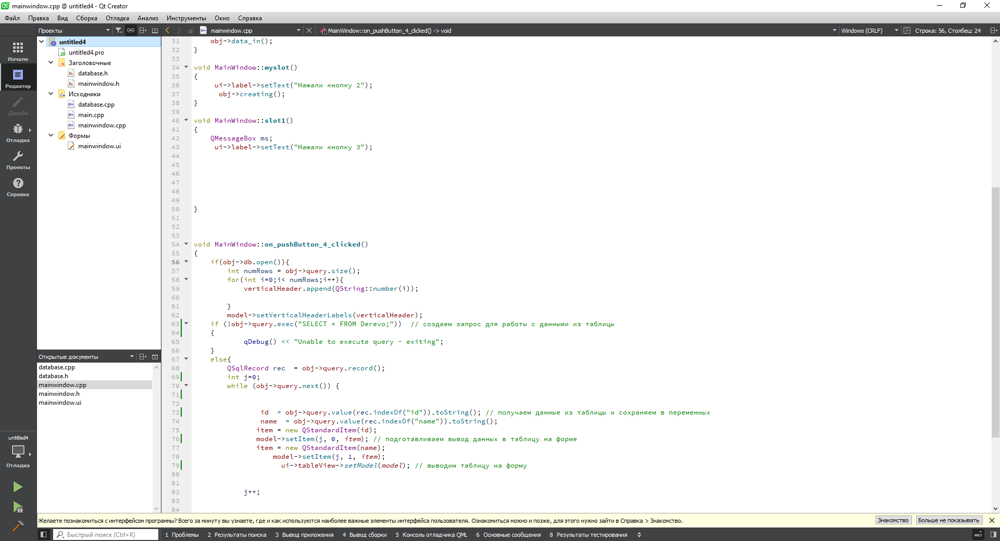 mainwindow.cpp @ untitled4 - Qt Creator
Файл Правка Вид Сборка Отладка Анализ Инструменты Окно Справка
Проекты
mainwindow.cpp
MainWindow::on_pushButton_4_clicked() -> void
Windows (CRLF)
Строка: 56, Столбец: 24
Начало
Редактор
Дизайн
Отладка
Проекты
Справка
untitled4
Отладка
untitled4
untitled4.pro
Заголовочные
database.h
mainwindow.h
Исходники
database.cpp
main.cpp
mainwindow.cpp
Формы
mainwindow.ui
Открытые документы
database.cpp
database.h
mainwindow.cpp
mainwindow.h
mainwindow.ui
31 obj->data_in();
32 }
33
34 void MainWindow::myslot()
35 {
36 ui->label->setText("Нажали кнопку 2");
37 obj->creating();
38 }
39
40 void MainWindow::slot1()
41 {
42 QMessageBox ms;
43 ui->label->setText("Нажали кнопку 3");
44
45
46
47
48
49
50 }
51
52
53
54 void MainWindow::on_pushButton_4_clicked()
55 {
56 if(obj->db.open()){
57 int numRows = obj->query.size();
58 for(int i=0;i< numRows;i++){
59 verticalHeader.append(QString::number(i));
60
61 }
62 model->setVerticalHeaderLabels(verticalHeader);
63 if (!obj->query.exec("SELECT * FROM Derevo;")) // создаем запрос для работы с данными из таблицы
64 {
65 qDebug() << "Unable to execute query - exiting";
66 }
67 else{
68 QSqlRecord rec = obj->query.record();
69 int j=0;
70 while (obj->query.next()) {
71
72
73 id = obj->query.value(rec.indexOf("id")).toString(); // получаем данные из таблицы и сохраняем в переменных
74 name = obj->query.value(rec.indexOf("name")).toString();
75 item = new QStandardItem(id);
76 model->setItem(j, 0, item); // подготавливаем вывод данных в таблицу на форме
77 item = new QStandardItem(name);
78 model->setItem(j, 1, item);
79 ui->tableView->setModel(model); // выводим таблицу на форму
80
81
82 j++;
83
84
Желаете познакомиться с интерфейсом программы? Всего за минуту вы узнаете, где и как используются наиболее важные элементы интерфейса пользователя. Ознакомиться можно и позже, для этого нужно зайти в Справка > Знакомство.
Знакомство
Больше не показывать
Быстрый поиск (Ctrl+K)
1 Проблемы 2 Результаты поиска 3 Вывод приложения 4 Вывод сборки 5 Консоль отладчика QML 6 Основные сообщения 8 Результаты тестирования